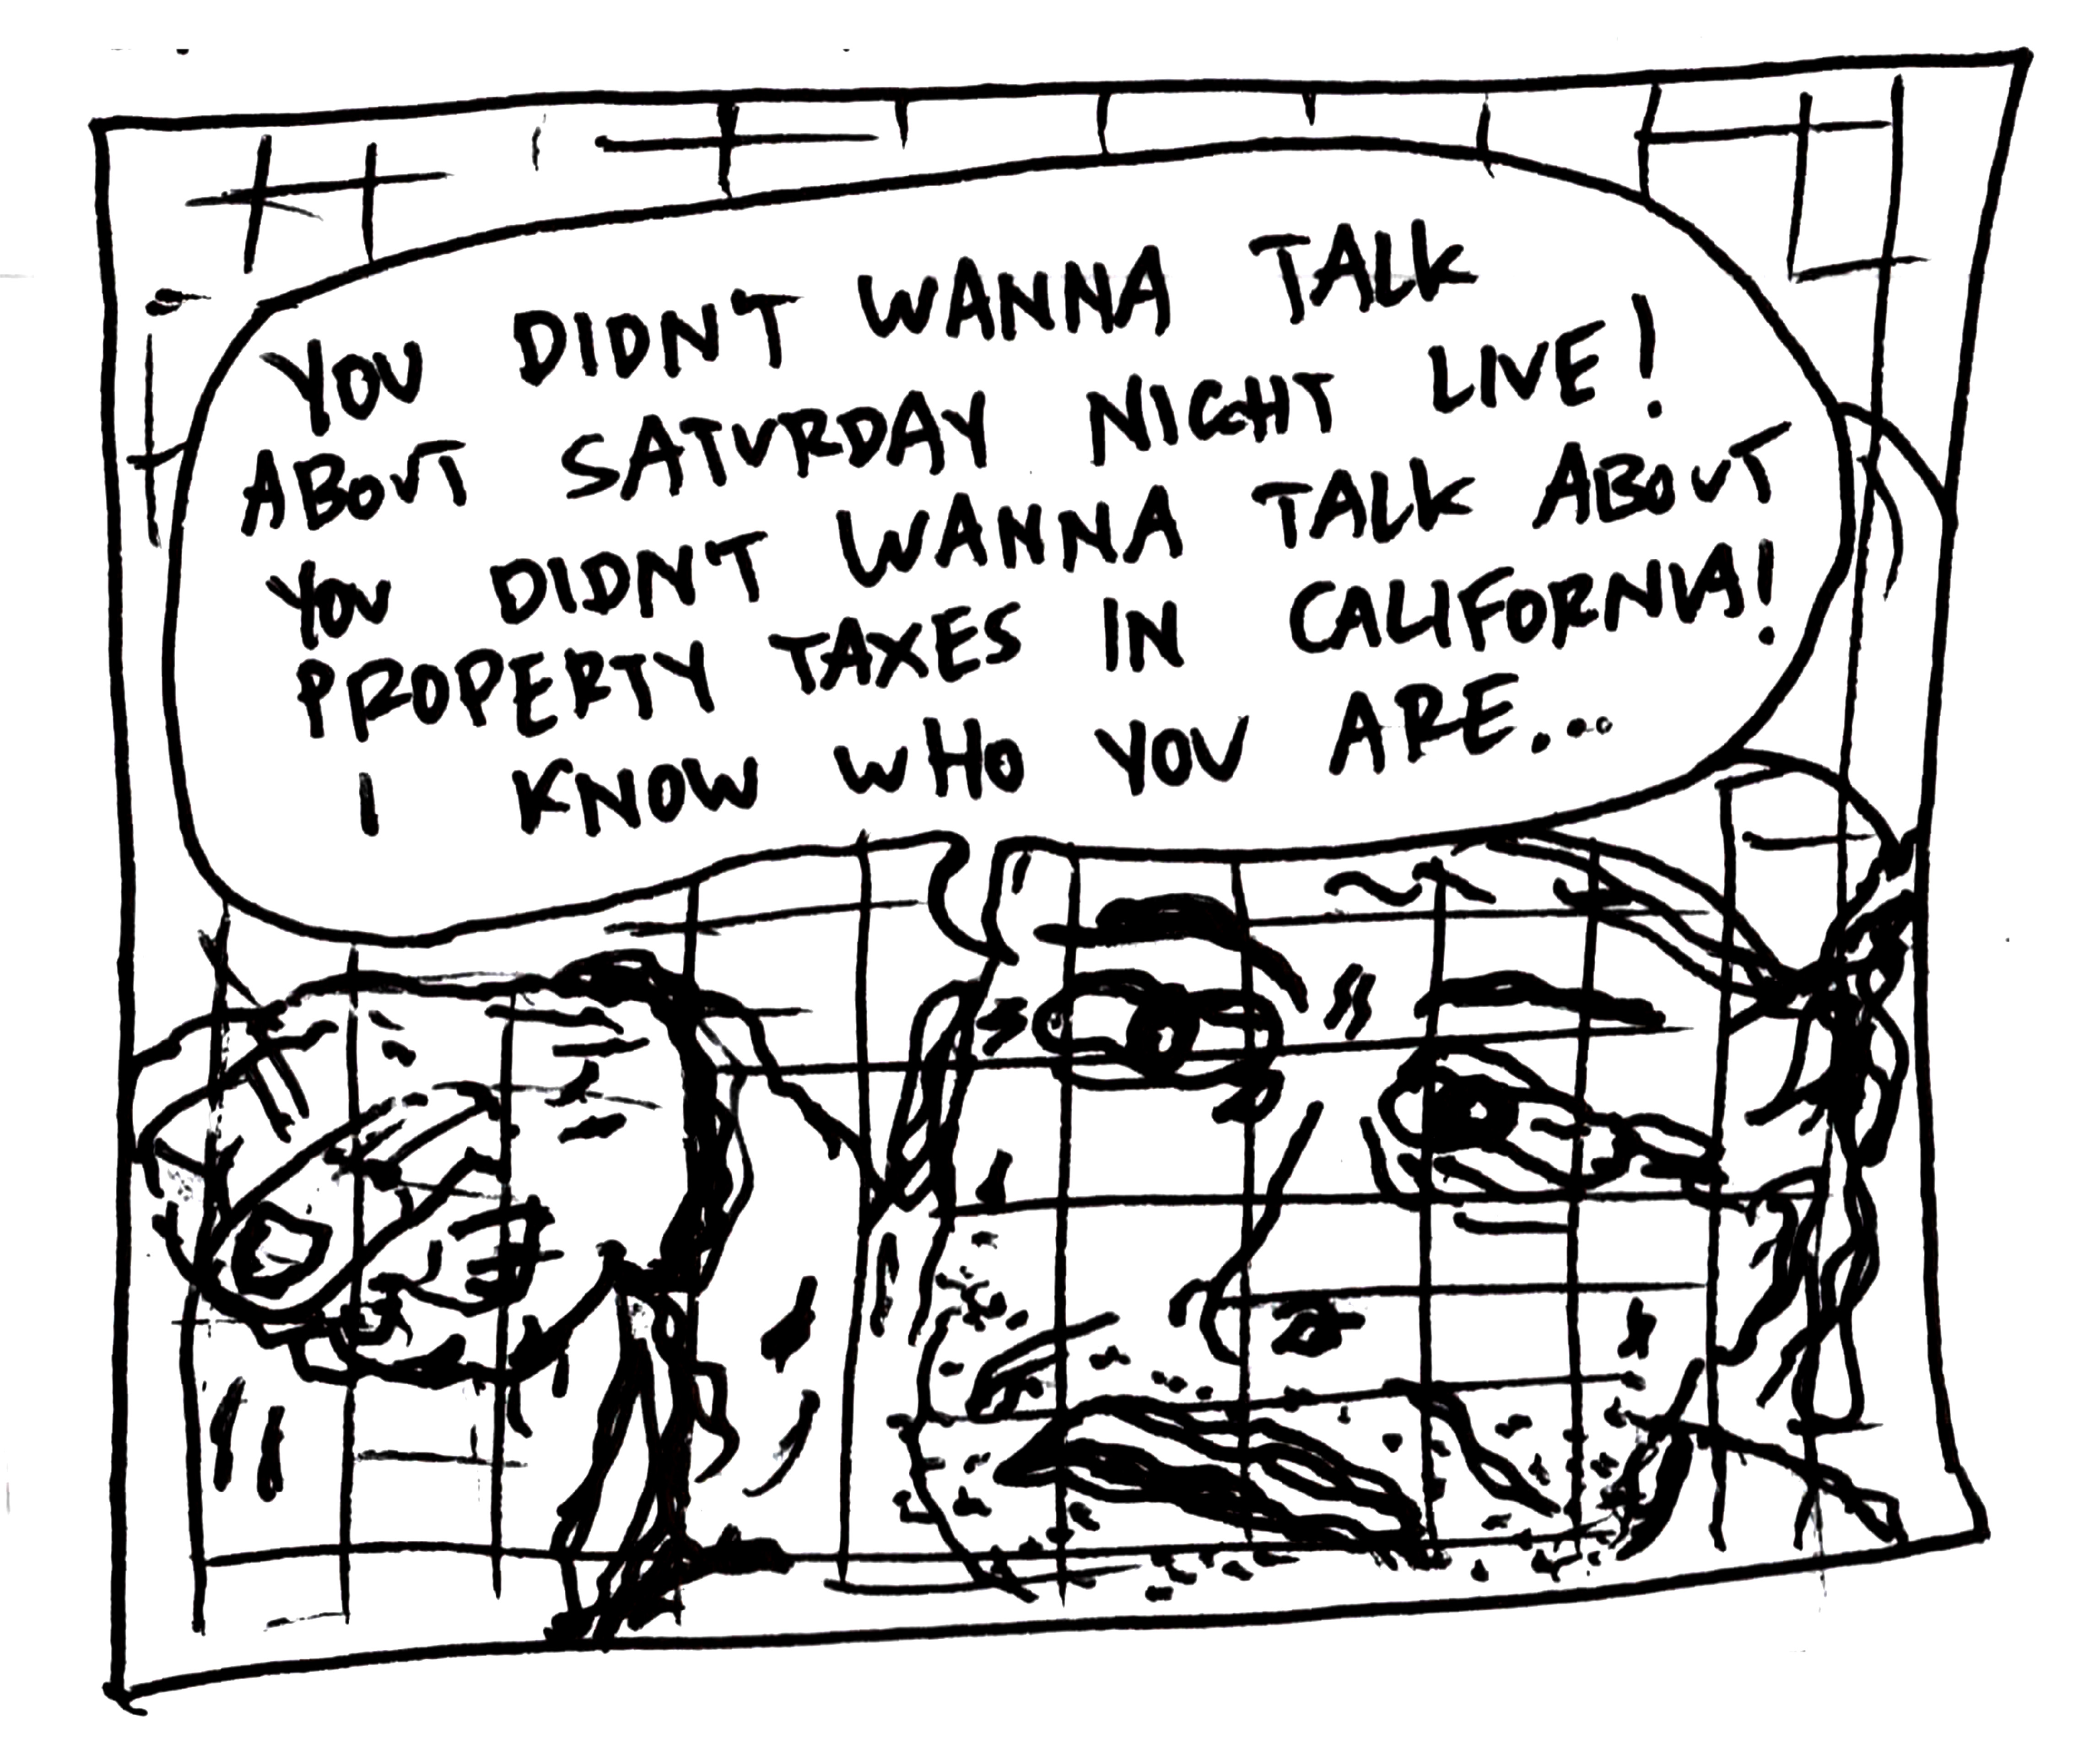 YOU DIDN'T WANNA TALK
ABOUT SATURDAY NIGHT LIVE!
YOU DIDN'T WANNA TALK ABOUT
PROPERTY TAXES IN CALIFORNIA!
I KNOW WHO YOU ARE...